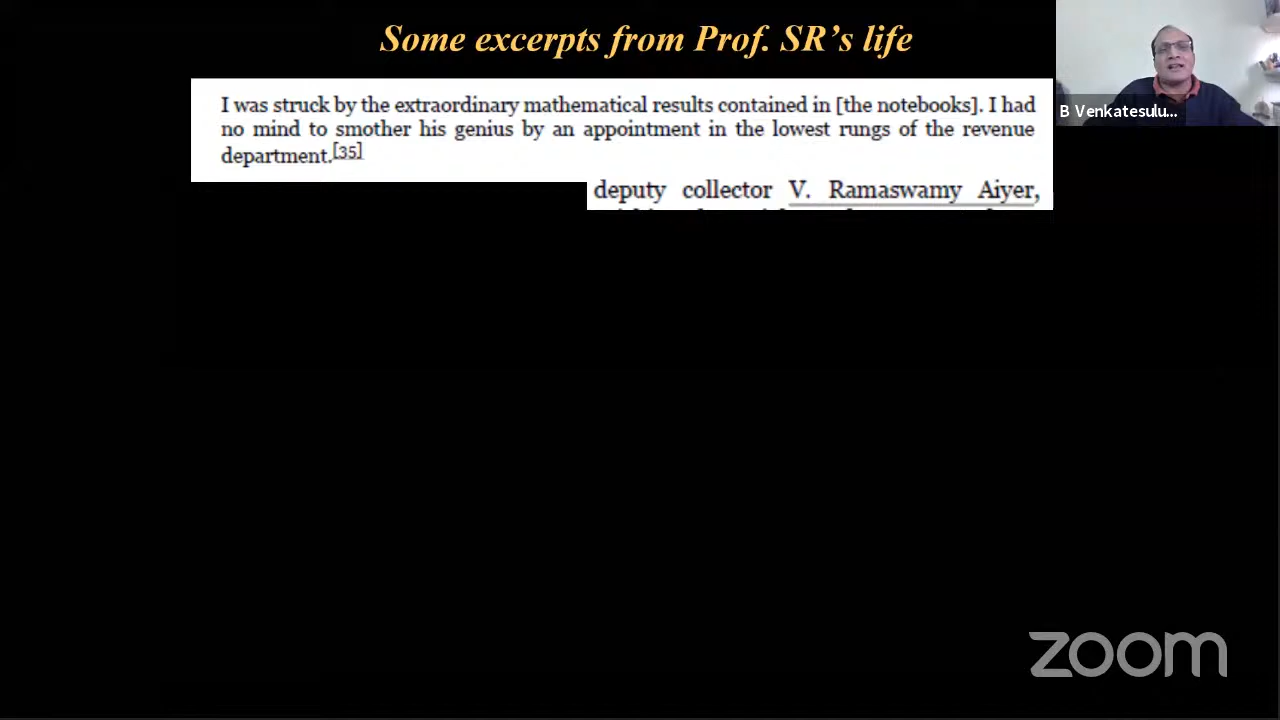 Some excerpts from Prof. SR's life
I was struck by the extraordinary mathematical results contained in [the notebooks]. I had
no mind to smother his genius by an appointment in the lowest rungs of the revenue
department.[35]
deputy collector V. Ramaswamy Aiyer,
B Venkatesulu...
zoom